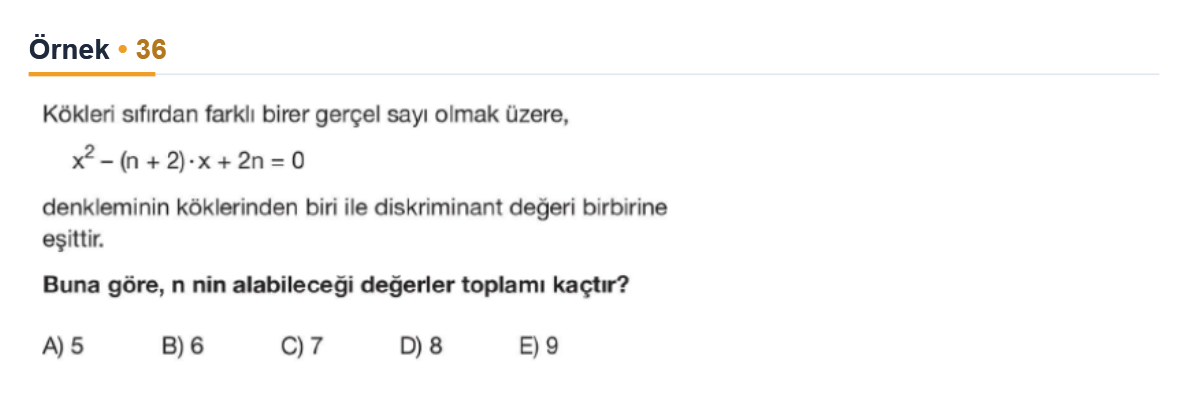 Örnek • 36
Kökleri sıfırdan farklı birer gerçel sayı olmak üzere,
x² – (n + 2)·x + 2n = 0
denkleminin köklerinden biri ile diskriminant değeri birbirine
eşittir.
Buna göre, n nin alabileceği değerler toplamı kaçtır?
A) 5 B) 6 C) 7 D) 8 E) 9